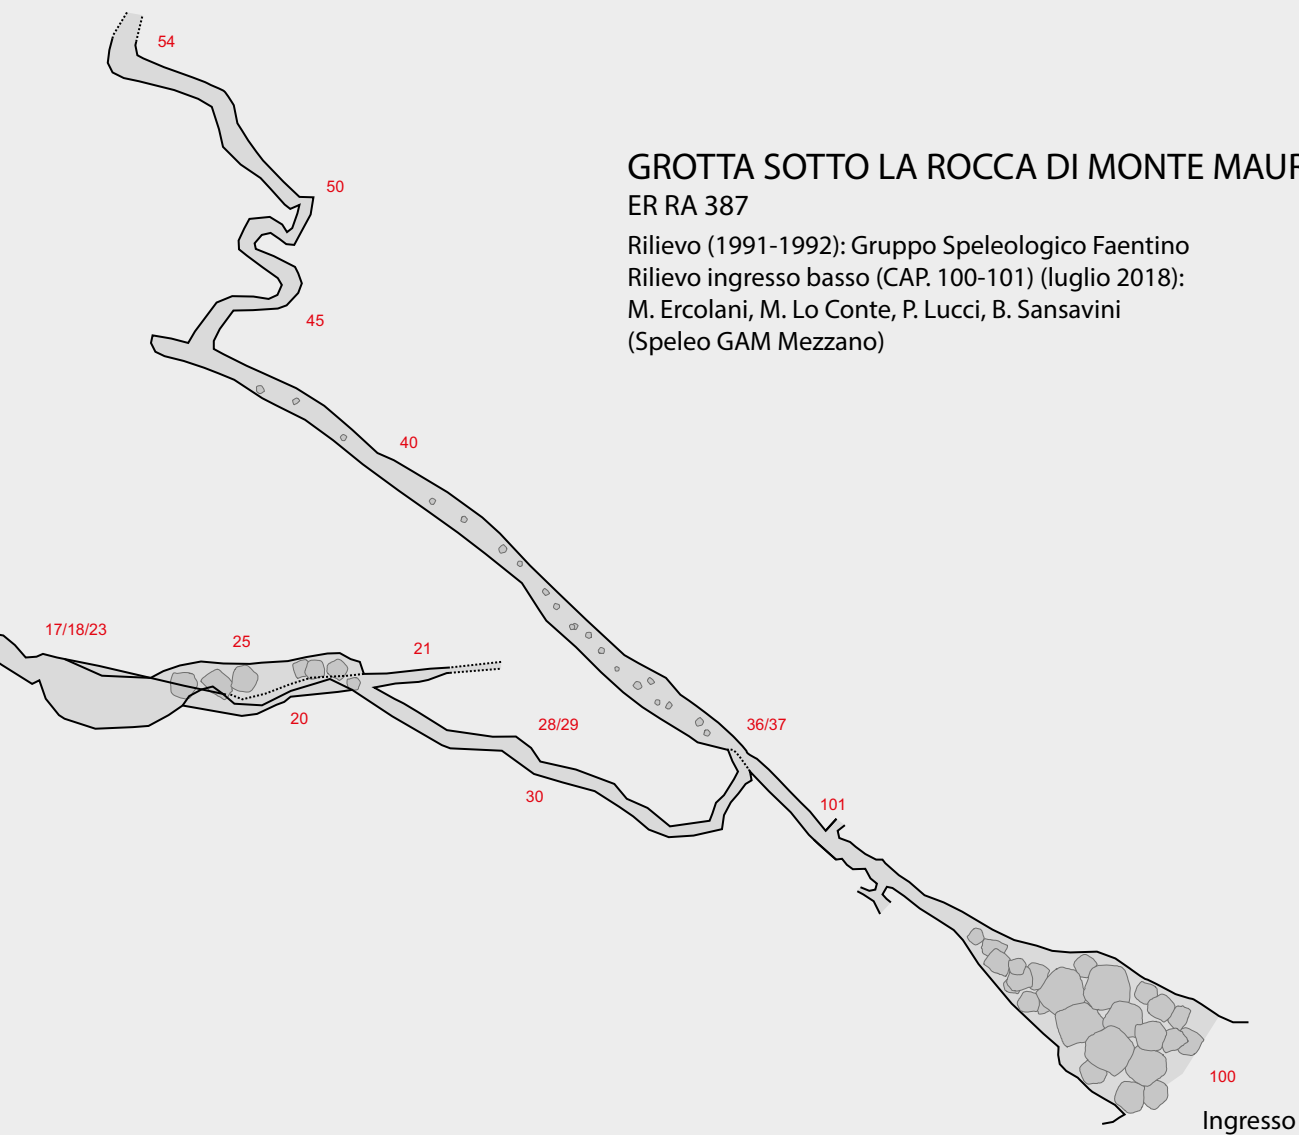 54
50
GROTTA SOTTO LA ROCCA DI MONTE MAUR
ER RA 387
Rilievo (1991-1992): Gruppo Speleologico Faentino
Rilievo ingresso basso (CAP. 100-101) (luglio 2018):
M. Ercolani, M. Lo Conte, P. Lucci, B. Sansavini
(Speleo GAM Mezzano)
45
40
17/18/23
25
21
20
28/29
36/37
30
101
100
Ingresso